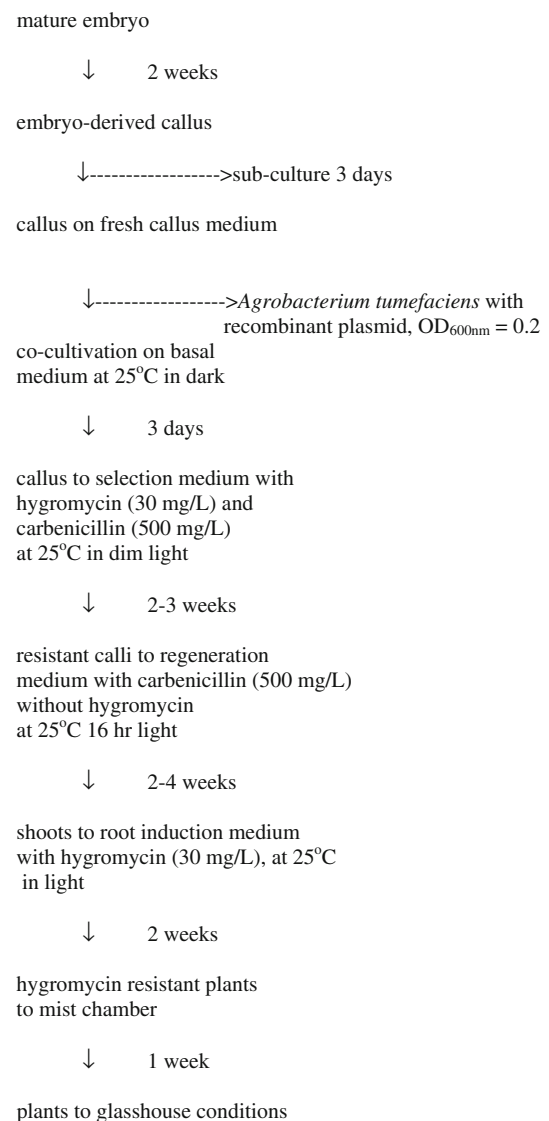 mature embryo
↓ 2 weeks
embryo-derived callus
↓------------------>sub-culture 3 days
callus on fresh callus medium
↓------------------>Agrobacterium tumefaciens with
recombinant plasmid, OD600nm = 0.2
co-cultivation on basal
medium at 25°C in dark
↓ 3 days
callus to selection medium with
hygromycin (30 mg/L) and
carbenicillin (500 mg/L)
at 25°C in dim light
↓ 2-3 weeks
resistant calli to regeneration
medium with carbenicillin (500 mg/L)
without hygromycin
at 25°C 16 hr light
↓ 2-4 weeks
shoots to root induction medium
with hygromycin (30 mg/L), at 25°C
in light
↓ 2 weeks
hygromycin resistant plants
to mist chamber
↓ 1 week
plants to glasshouse conditions